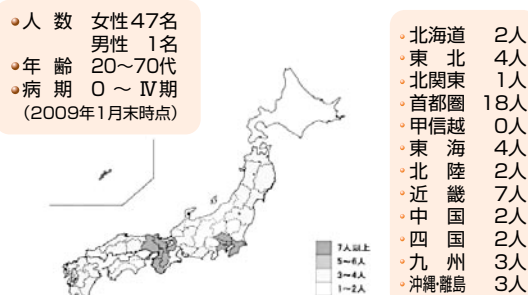 ●人 数 女性47名
男性 1名
●年 齢 20～70代
●病 期 0 ～ Ⅳ期
（2009年1月末時点）
●北海道 2人
●東 北 4人
●北関東 1人
●首都圏 18人
●甲信越 0人
●東 海 4人
●北 陸 2人
●近 畿 7人
●中 国 2人
●四 国 2人
●九 州 3人
●沖縄・離島 3人
7人以上
5～6人
3～4人
1～2人